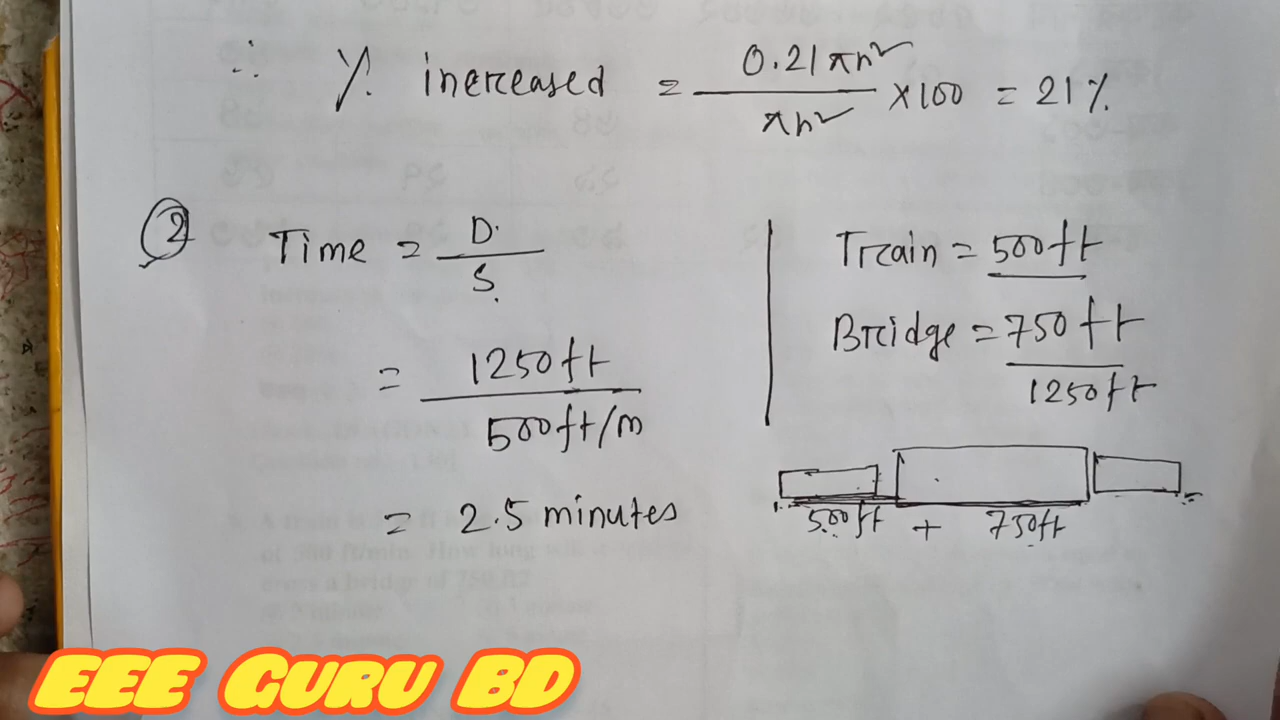 ∴ % increased = 0.21πr² / πr² × 100 = 21%
② Time = D. / S.
= 1250ft / 500ft/m
= 2.5 minutes
Train = 500ft
Bridge = 750ft
1250ft
500ft + 750ft
EEE GURU BD